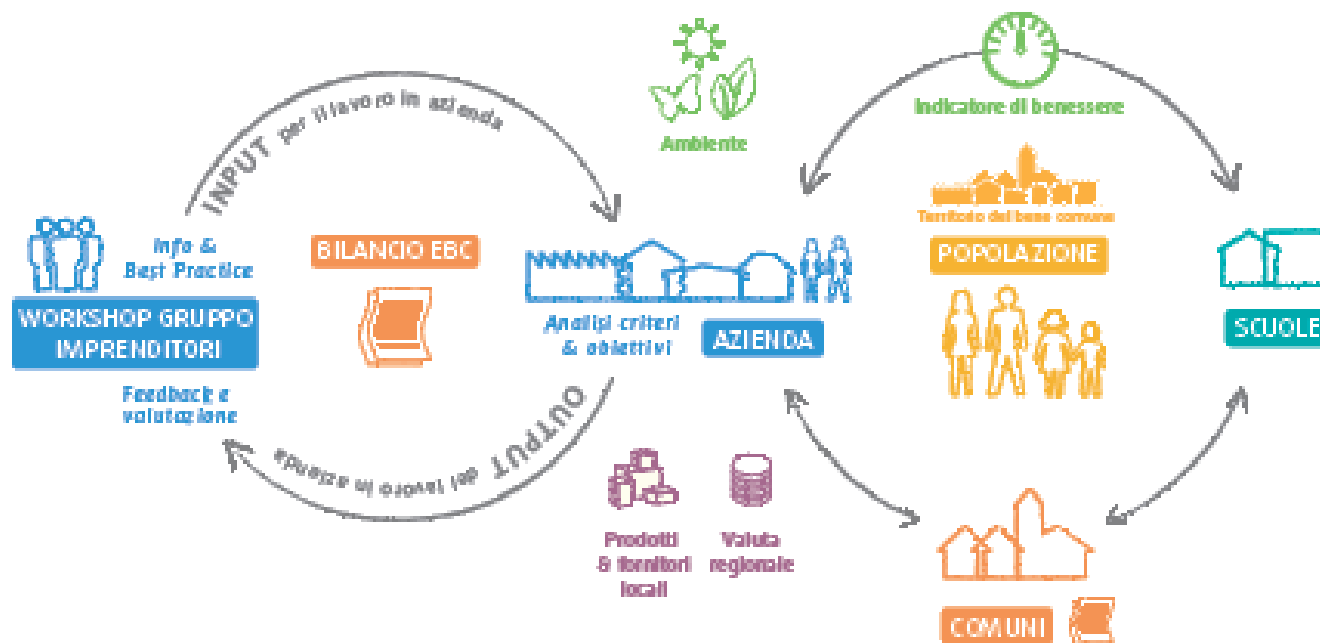 INPUT per il lavoro in azienda
Info &
Best Practice
WORKSHOP GRUPPO
IMPRENDITORI
Feedback e
valutazione
BILANCIO EBC
OUTPUT del lavoro in azienda
Ambiente
Analisi criteri
& obiettivi
AZIENDA
Prodotti
& fornitori
locali
Valuta
regionale
Indicatore di benessere
Territorio del bene comune
POPOLAZIONE
SCUOLE
COMUNI